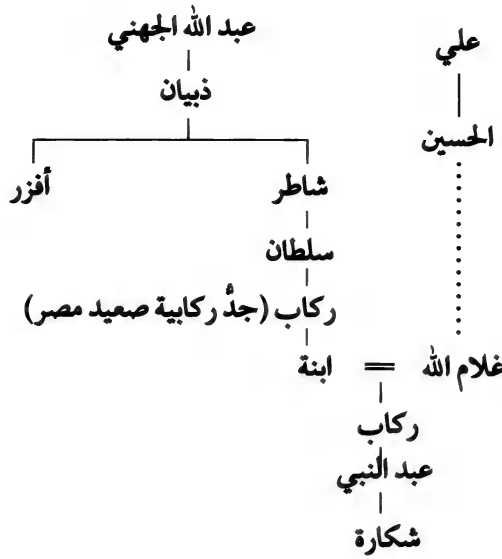 عبد الله الجهني
علي
ذبيان
الحسين
شاطر
أفزر
سلطان
ركاب (جدُّ ركابية صعيد مصر)
غلام الله = ابنة
ركاب
عبد النبي
شكارة